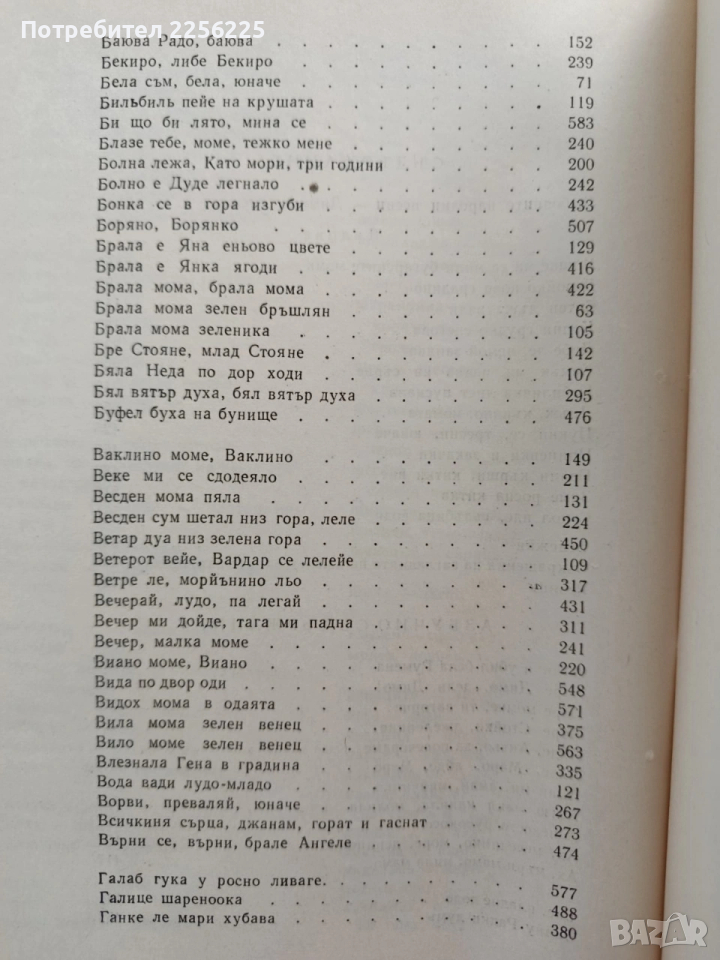 Потребител 2256225
Баюва Радо, баюва . . . . . . . . . . 152
Бекиро, либе Бекиро . . . . . . . . . . 239
Бела съм, бела, юначе . . . . . . . . . . 71
Бильбиль пейе на крушата . . . . . . . . . . 119
Би що би лято, мина се . . . . . . . . . . 583
Блазе тебе, моме, тежко мене . . . . . . . . . . 240
Болна лежа, Като мори, три години . . . . . . . . 200
Болно е Дуде легнало . . . . . . . . . . 242
Бонка се в гора изгуби . . . . . . . . . . 433
Боряно, Борянко . . . . . . . . . . 507
Брала е Яна еньово цвете . . . . . . . . . . 129
Брала е Янка ягоди . . . . . . . . . . 416
Брала мома, брала мома . . . . . . . . . . 422
Брала мома зелен бръшлян . . . . . . . . . . 63
Брала мома зеленика . . . . . . . . . . 105
Бре Стояне, млад Стояне . . . . . . . . . . 142
Бяла Неда по дор ходи . . . . . . . . . . 107
Бял вятър духа, бял вятър духа . . . . . . . . 295
Буфел буха на бунище . . . . . . . . . . 476
Ваклино моме, Ваклино . . . . . . . . . . 149
Веке ми се сдодеяло . . . . . . . . . . 211
Весден мома пяла . . . . . . . . . . 131
Весден сум шетал низ гора, леле . . . . . . . . 224
Ветар дуа низ зелена гора . . . . . . . . . . 450
Ветерот вейе, Вардар се лелейе . . . . . . . . 109
Ветре ле, морйънино льо . . . . . . . . . . 317
Вечерай, лудо, па легай . . . . . . . . . . 431
Вечер ми дойде, тага ми падна . . . . . . . . 311
Вечер, малка моме . . . . . . . . . . 241
Виано моме, Виано . . . . . . . . . . 220
Вида по двор оди . . . . . . . . . . 548
Видох мома в одаята . . . . . . . . . . 571
Вила мома зелен венец . . . . . . . . . . 375
Вило моме зелен венец . . . . . . . . . . 563
Влезнала Гена в градина . . . . . . . . . . 335
Вода вади лудо-младо . . . . . . . . . . 121
Ворви, преваляй, юначе . . . . . . . . . . 267
Всичкиня сърца, джанам, горат и гаснат . . . . . . 273
Върни се, върни, брале Ангеле . . . . . . . . 474
Галаб гука у росно ливаге. . . . . . . . . . 577
Галице шареноока . . . . . . . . . . 488
Ганке ле мари хубава . . . . . . . . . . 380
BAZAR